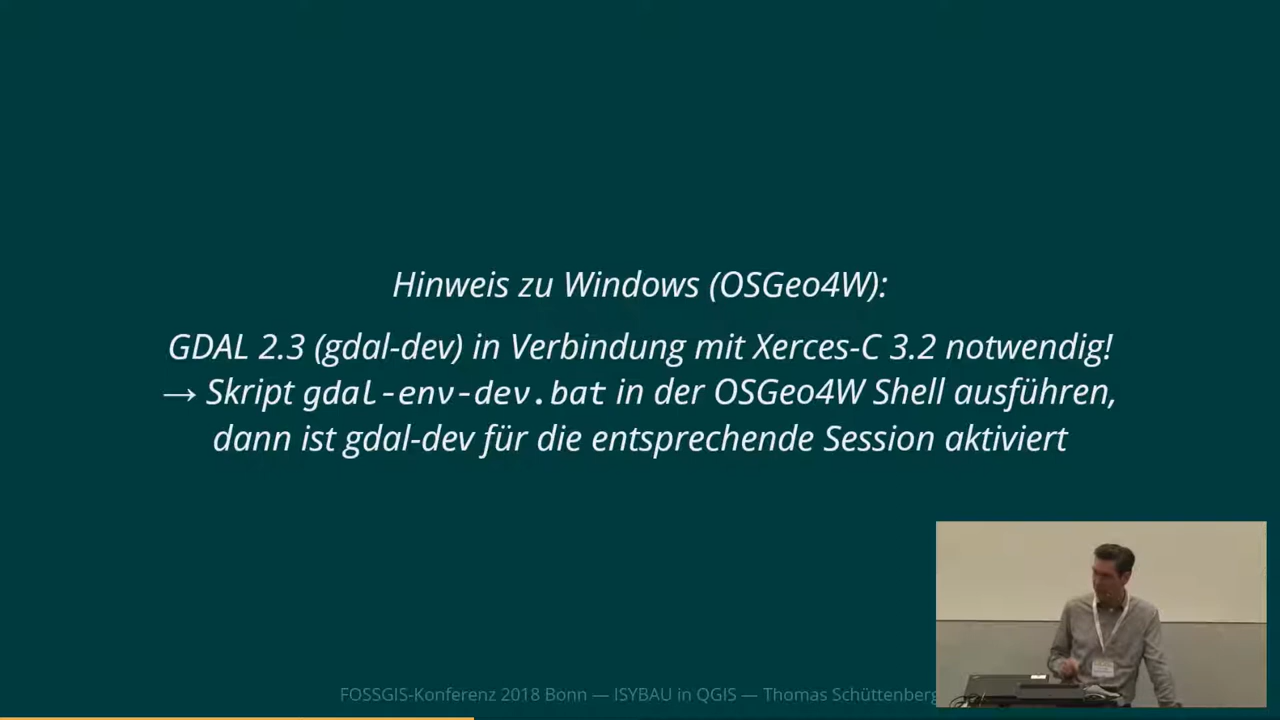 Hinweis zu Windows (OSGeo4W):
GDAL 2.3 (gdal-dev) in Verbindung mit Xerces-C 3.2 notwendig!
→ Skript gdal-env-dev.bat in der OSGeo4W Shell ausführen,
dann ist gdal-dev für die entsprechende Session aktiviert
FOSSGIS-Konferenz 2018 Bonn — ISYBAU in QGIS — Thomas Schüttenberg